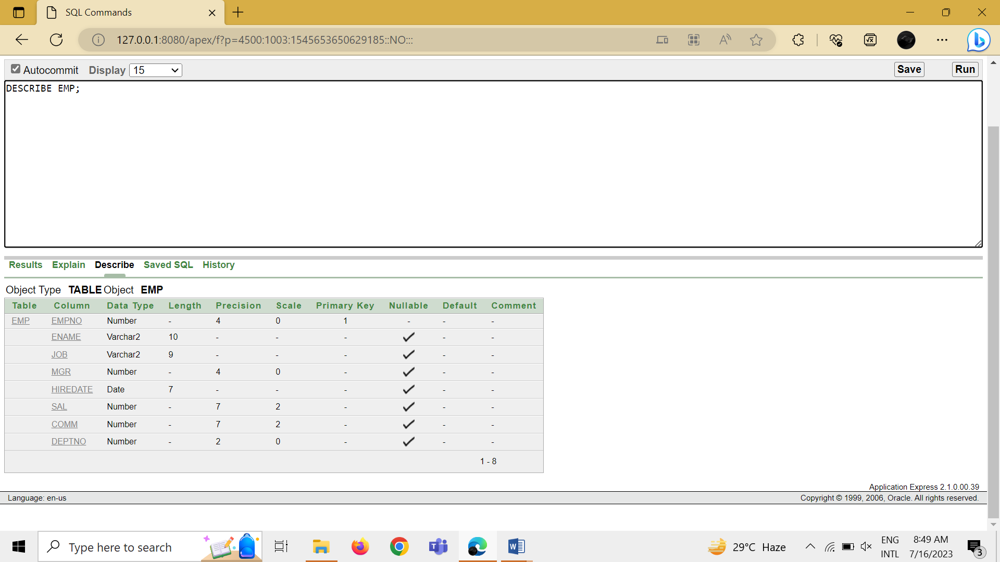 SQL Commands
127.0.0.1:8080/apex/f?p=4500:1003:1545653650629185::NO:::
Autocommit Display 15 Save Run
DESCRIBE EMP;
Results Explain Describe Saved SQL History
Object Type TABLE Object EMP
Table Column Data Type Length Precision Scale Primary Key Nullable Default Comment
EMP EMPNO Number - 4 0 1 - - -
ENAME Varchar2 10 - - - ✓ - -
JOB Varchar2 9 - - - ✓ - -
MGR Number - 4 0 - ✓ - -
HIREDATE Date 7 - - - ✓ - -
SAL Number - 7 2 - ✓ - -
COMM Number - 7 2 - ✓ - -
DEPTNO Number - 2 0 - ✓ - -
1 - 8
Application Express 2.1.0.00.39
Language: en-us Copyright © 1999, 2006, Oracle. All rights reserved.
Type here to search 29°C Haze ENG 8:49 AM
INTL 7/16/2023 3